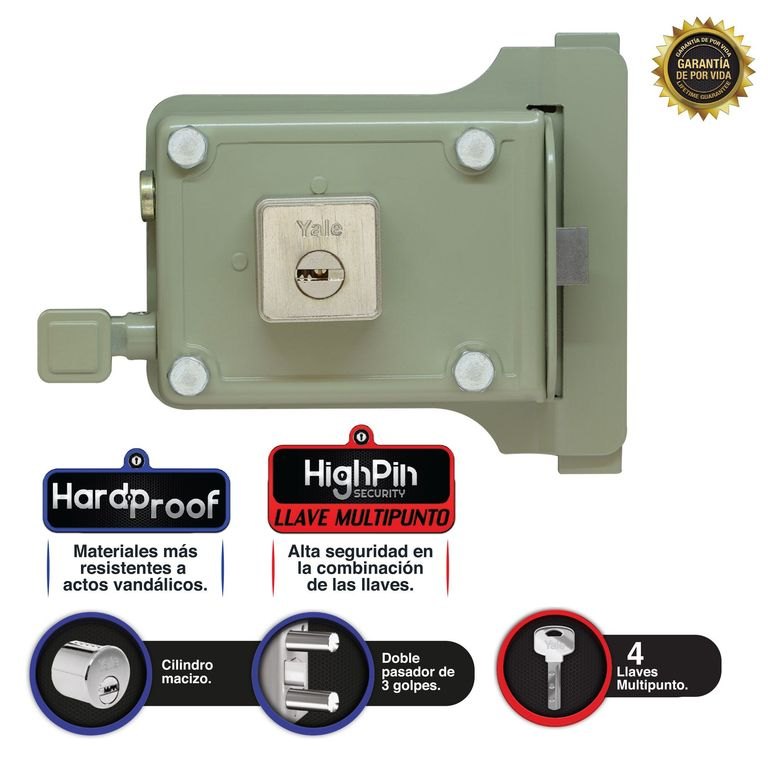 GARANTÍA DE POR VIDA
GARANTÍA
DE POR VIDA
LIFETIME GUARANTEE
Yale
HardProof
Materiales más
resistentes a
actos vandálicos.
HighPin
SECURITY
LLAVE MULTIPUNTO
Alta seguridad en
la combinación
de las llaves.
Yale
Cilindro
macizo.
Doble
pasador de
3 golpes.
Yale
4
Llaves
Multipunto.